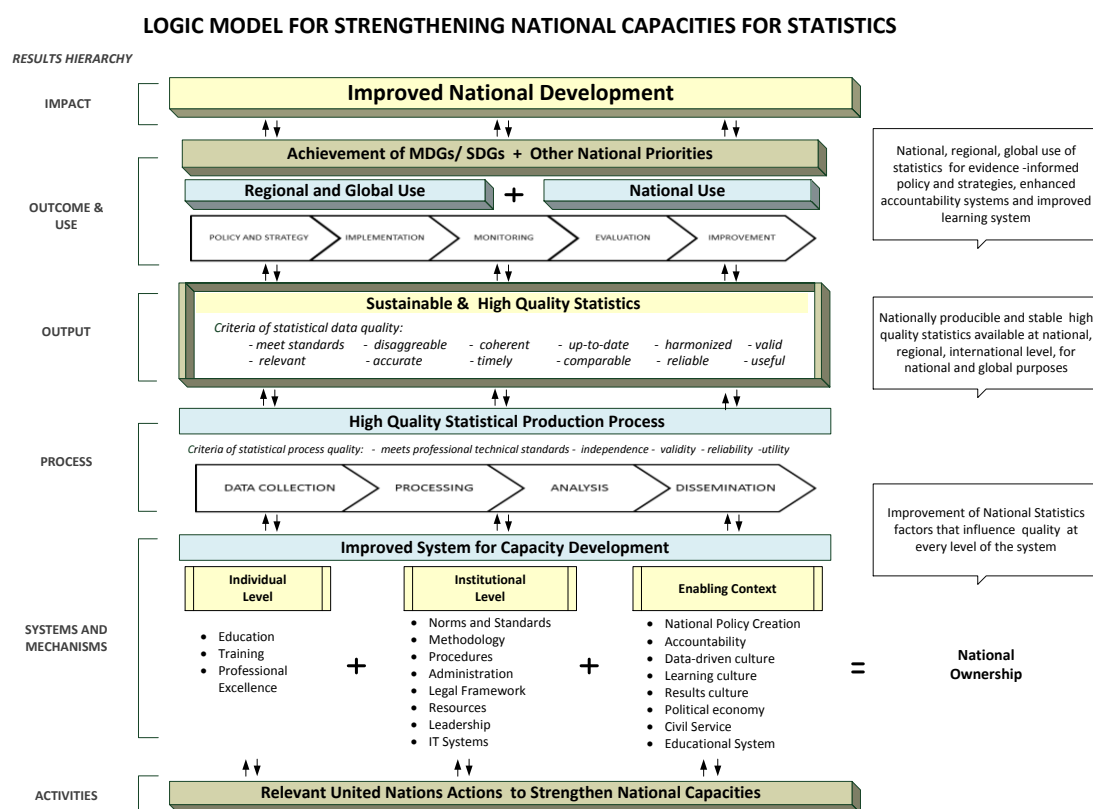 LOGIC MODEL FOR STRENGTHENING NATIONAL CAPACITIES FOR STATISTICS
RESULTS HIERARCHY
IMPACT
Improved National Development
OUTCOME &
USE
Achievement of MDGs/ SDGs + Other National Priorities
Regional and Global Use + National Use
POLICY AND STRATEGY IMPLEMENTATION MONITORING EVALUATION IMPROVEMENT
National, regional, global use of
statistics for evidence -informed
policy and strategies, enhanced
accountability systems and improved
learning system
OUTPUT
Sustainable & High Quality Statistics
Criteria of statistical data quality:
- meet standards - disaggreable - coherent - up-to-date - harmonized - valid
- relevant - accurate - timely - comparable - reliable - useful
Nationally producible and stable high
quality statistics available at national,
regional, international level, for
national and global purposes
PROCESS
High Quality Statistical Production Process
Criteria of statistical process quality: - meets professional technical standards - independence - validity - reliability -utility
DATA COLLECTION PROCESSING ANALYSIS DISSEMINATION
Improvement of National Statistics
factors that influence quality at
every level of the system
SYSTEMS AND
MECHANISMS
Improved System for Capacity Development
Individual
Level
• Education
• Training
• Professional
Excellence
+
Institutional
Level
• Norms and Standards
• Methodology
• Procedures
• Administration
• Legal Framework
• Resources
• Leadership
• IT Systems
+
Enabling Context
• National Policy Creation
• Accountability
• Data-driven culture
• Learning culture
• Results culture
• Political economy
• Civil Service
• Educational System
=
National
Ownership
ACTIVITIES
Relevant United Nations Actions to Strengthen National Capacities